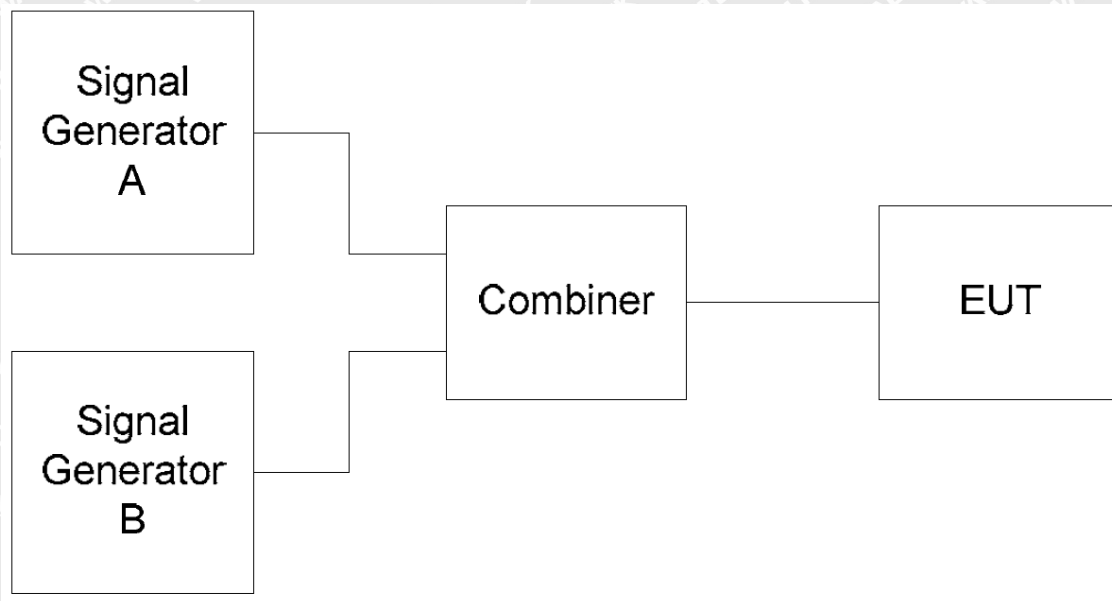 Signal
Generator
A
Combiner
EUT
Signal
Generator
B